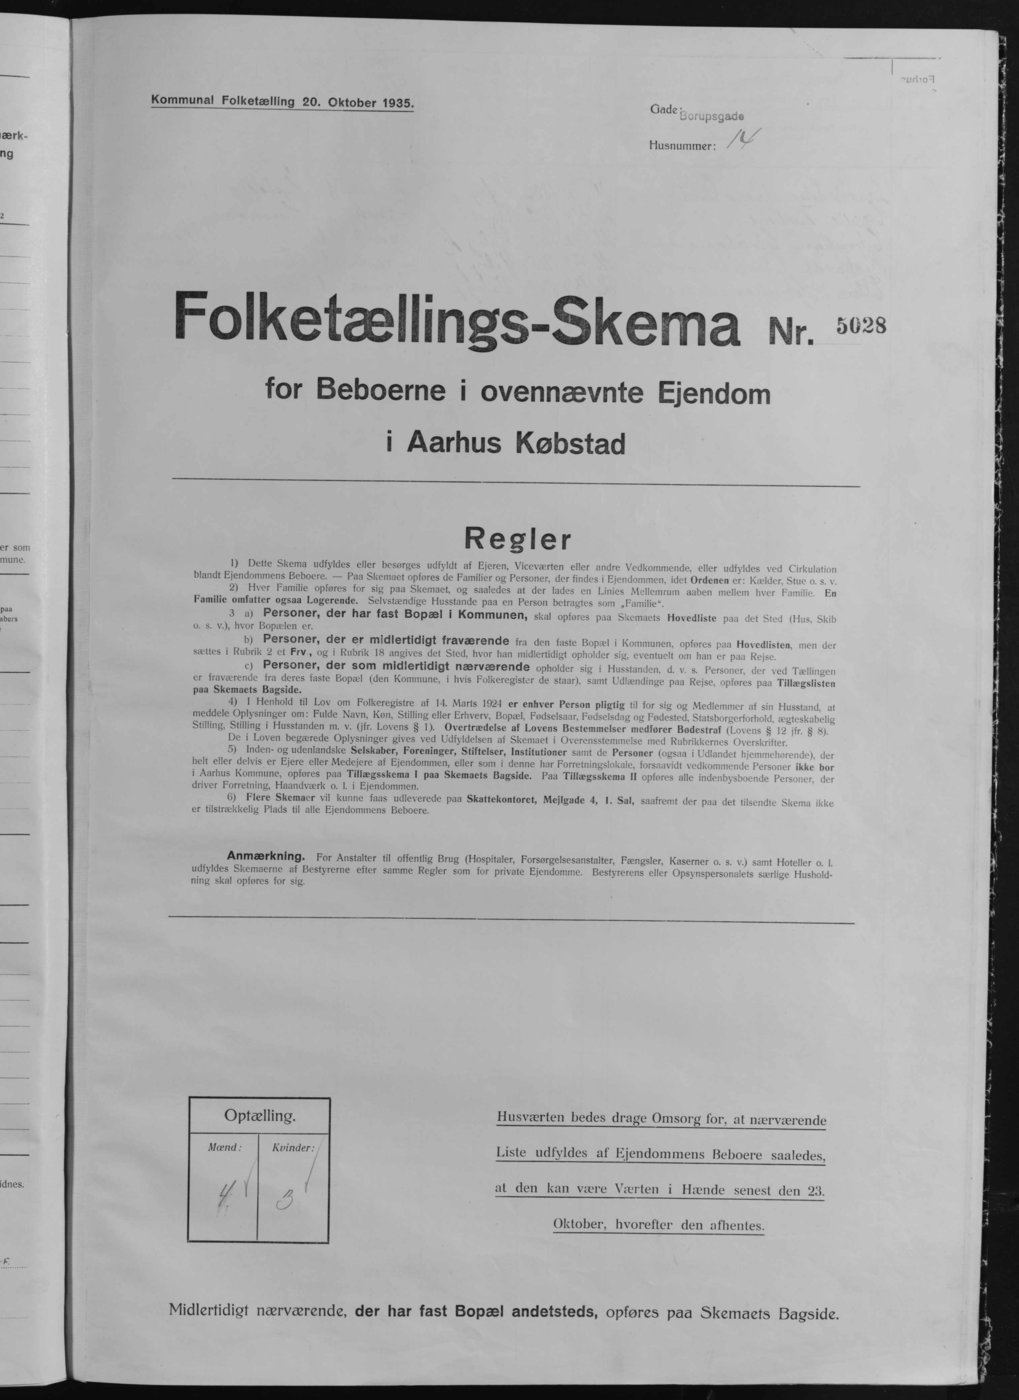 Kommunal Folketælling 20. Oktober 1935.
Gade: Borupsgade
Husnummer: 14
Folketællings-Skema Nr. 5028
for Beboerne i ovennævnte Ejendom
i Aarhus Købstad
Regler
1) Dette Skema udfyldes eller besørges udfyldt af Ejeren, Viceværten eller andre Vedkommende, eller udfyldes ved Cirkulation
blandt Ejendommens Beboere. — Paa Skemaet opføres de Familier og Personer, der findes i Ejendommen, idet Ordenen er: Kælder, Stue o. s. v.
2) Hver Familie opføres for sig paa Skemaet, og saaledes at der lades en Linies Mellemrum aaben mellem hver Familie. En
Familie omfatter ogsaa Logerende. Selvstændige Husstande paa en Person betragtes som „Familie“.
3 a) Personer, der har fast Bopæl i Kommunen, skal opføres paa Skemaets Hovedliste paa det Sted (Hus, Skib
o. s. v.), hvor Bopælen er.
b) Personer, der er midlertidigt fraværende fra den faste Bopæl i Kommunen, opføres paa Hovedlisten, men der
sættes i Rubrik 2 et Frv., og i Rubrik 18 angives det Sted, hvor han midlertidigt opholder sig, eventuelt om han er paa Rejse.
c) Personer, der som midlertidigt nærværende opholder sig i Husstanden, d. v. s. Personer, der ved Tællingen
er fraværende fra deres faste Bopæl (den Kommune, i hvis Folkeregister de staar), samt Udlændinge paa Rejse, opføres paa Tillægslisten
paa Skemaets Bagside.
4) I Henhold til Lov om Folkeregistre af 14. Marts 1924 er enhver Person pligtig til for sig og Medlemmer af sin Husstand, at
meddele Oplysninger om: Fulde Navn, Køn, Stilling eller Erhverv, Bopæl, Fødselsaar, Fødselsdag og Fødested, Statsborgerforhold, ægteskabelig
Stilling, Stilling i Husstanden m. v. (jfr. Lovens § 1). Overtrædelse af Lovens Bestemmelser medfører Bødestraf (Lovens § 12 jfr. § 8).
De i Loven begærede Oplysninger gives ved Udfyldelsen af Skemaet i Overensstemmelse med Rubrikkernes Overskrifter.
5) Inden- og udenlandske Selskaber, Foreninger, Stiftelser, Institutioner samt de Personer (ogsaa i Udlandet hjemmehørende), der
helt eller delvis er Ejere eller Medejere af Ejendommen, eller som i denne har Forretningslokale, forsaavidt vedkommende Personer ikke bor
i Aarhus Kommune, opføres paa Tillægsskema I paa Skemaets Bagside. Paa Tillægsskema II opføres alle indenbysboende Personer, der
driver Forretning, Haandværk o. l. i Ejendommen.
6) Flere Skemaer vil kunne faas udleverede paa Skattekontoret, Mejlgade 4, 1. Sal, saafremt der paa det tilsendte Skema ikke
er tilstrækkelig Plads til alle Ejendommens Beboere.
Anmærkning. For Anstalter til offentlig Brug (Hospitaler, Forsørgelsesanstalter, Fængsler, Kaserner o. s. v.) samt Hoteller o. l.
udfyldes Skemaerne af Bestyrerne efter samme Regler som for private Ejendomme. Bestyrerens eller Opsynspersonalets særlige Hushold-
ning skal opføres for sig.
Optælling.
Mænd: Kvinder:
4 3
Husværten bedes drage Omsorg for, at nærværende
Liste udfyldes af Ejendommens Beboere saaledes,
at den kan være Værten i Hænde senest den 23.
Oktober, hvorefter den afhentes.
Midlertidigt nærværende, der har fast Bopæl andetsteds, opføres paa Skemaets Bagside.